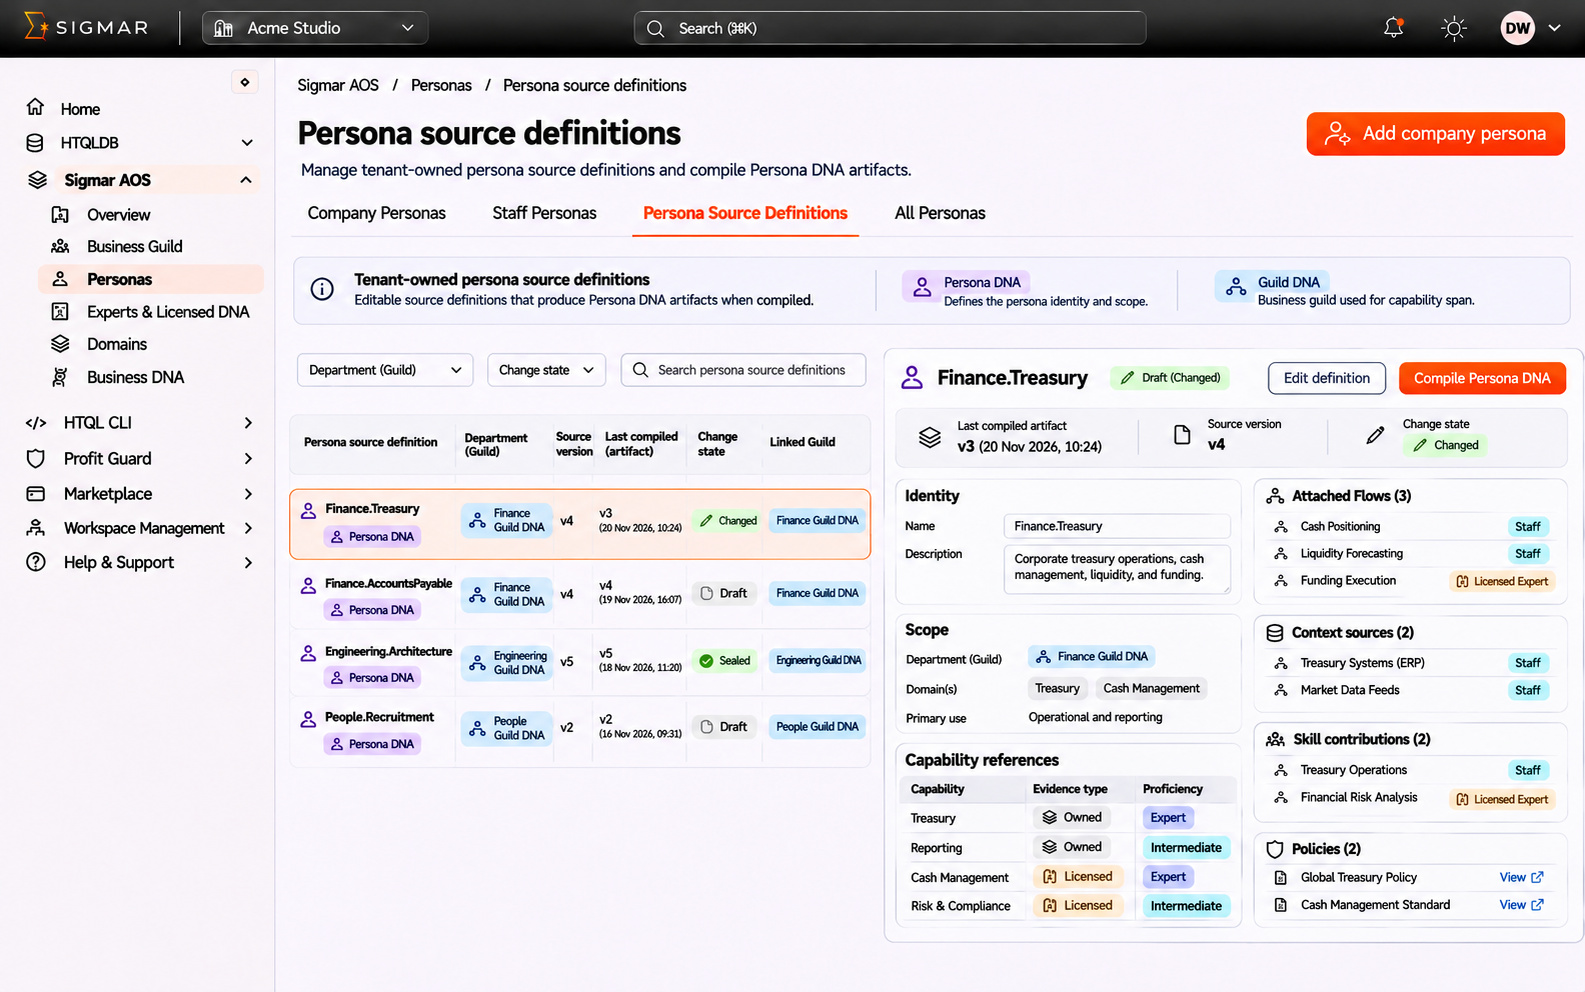 SIGMAR
Acme Studio
Search (⌘K)
DW
Home
HTQLDB
Sigmar AOS
Overview
Business Guild
Personas
Experts & Licensed DNA
Domains
Business DNA
HTQL CLI
Profit Guard
Marketplace
Workspace Management
Help & Support
Sigmar AOS / Personas / Persona source definitions
Persona source definitions
Manage tenant-owned persona source definitions and compile Persona DNA artifacts.
Add company persona
Company Personas Staff Personas Persona Source Definitions All Personas
Tenant-owned persona source definitions
Editable source definitions that produce Persona DNA artifacts when compiled.
Persona DNA
Defines the persona identity and scope.
Guild DNA
Business guild used for capability span.
Department (Guild) Change state Search persona source definitions
Persona source definition Department (Guild) Source version Last compiled (artifact) Change state Linked Guild
Finance.Treasury
Persona DNA
Finance Guild DNA
v4
v3
(20 Nov 2026, 10:24)
Changed
Finance Guild DNA
Finance.AccountsPayable
Persona DNA
Finance Guild DNA
v4
v4
(19 Nov 2026, 16:07)
Draft
Finance Guild DNA
Engineering.Architecture
Persona DNA
Engineering Guild DNA
v5
v5
(18 Nov 2026, 11:20)
Sealed
Engineering Guild DNA
People.Recruitment
Persona DNA
People Guild DNA
v2
v2
(16 Nov 2026, 09:31)
Draft
People Guild DNA
Finance.Treasury
Draft (Changed)
Edit definition
Compile Persona DNA
Last compiled artifact
v3 (20 Nov 2026, 10:24)
Source version
v4
Change state
Changed
Identity
Name Finance.Treasury
Description Corporate treasury operations, cash
management, liquidity, and funding.
Scope
Department (Guild) Finance Guild DNA
Domain(s) Treasury Cash Management
Primary use Operational and reporting
Capability references
Capability Evidence type Proficiency
Treasury Owned Expert
Reporting Owned Intermediate
Cash Management Licensed Expert
Risk & Compliance Licensed Intermediate
Attached Flows (3)
Cash Positioning Staff
Liquidity Forecasting Staff
Funding Execution Licensed Expert
Context sources (2)
Treasury Systems (ERP) Staff
Market Data Feeds Staff
Skill contributions (2)
Treasury Operations Staff
Financial Risk Analysis Licensed Expert
Policies (2)
Global Treasury Policy View
Cash Management Standard View